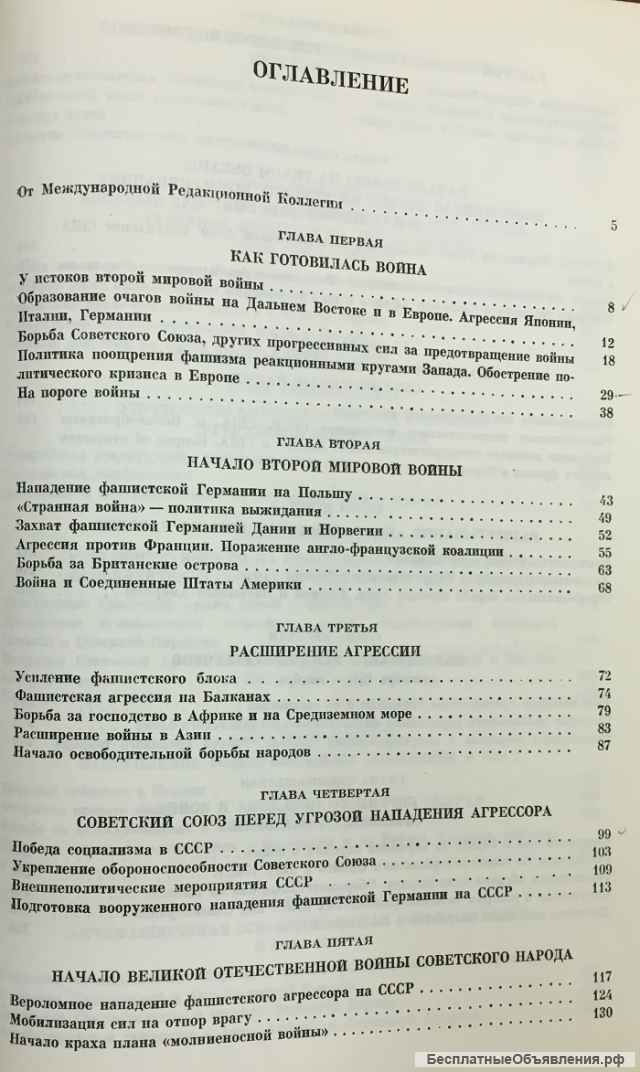 ОГЛАВЛЕНИЕ
От Международной Редакционной Коллегии . . . . . . . . . . . . . . . . 5
ГЛАВА ПЕРВАЯ
КАК ГОТОВИЛАСЬ ВОЙНА
У истоков второй мировой войны . . . . . . . . . . . . . . . . 8
Образование очагов войны на Дальнем Востоке и в Европе. Агрессия Японии,
Италии, Германии . . . . . . . . . . . . . . . . 12
Борьба Советского Союза, других прогрессивных сил за предотвращение войны 18
Политика поощрения фашизма реакционными кругами Запада. Обострение по-
литического кризиса в Европе . . . . . . . . . . . . . . . . 29
На пороге войны . . . . . . . . . . . . . . . . 38
ГЛАВА ВТОРАЯ
НАЧАЛО ВТОРОЙ МИРОВОЙ ВОЙНЫ
Нападение фашистской Германии на Польшу . . . . . . . . . . . . 43
«Странная война» — политика выжидания . . . . . . . . . . . . 49
Захват фашистской Германией Дании и Норвегии . . . . . . . . . . 52
Агрессия против Франции. Поражение англо-французской коалиции . . . . . 55
Борьба за Британские острова . . . . . . . . . . . . . . . . 63
Война и Соединенные Штаты Америки . . . . . . . . . . . . . . 68
ГЛАВА ТРЕТЬЯ
РАСШИРЕНИЕ АГРЕССИИ
Усиление фашистского блока . . . . . . . . . . . . . . . . 72
Фашистская агрессия на Балканах . . . . . . . . . . . . . . . 74
Борьба за господство в Африке и на Средиземном море . . . . . . . . 79
Расширение войны в Азии . . . . . . . . . . . . . . . . 83
Начало освободительной борьбы народов . . . . . . . . . . . . . 87
ГЛАВА ЧЕТВЕРТАЯ
СОВЕТСКИЙ СОЮЗ ПЕРЕД УГРОЗОЙ НАПАДЕНИЯ АГРЕССОРА
Победа социализма в СССР . . . . . . . . . . . . . . . . 99
Укрепление обороноспособности Советского Союза . . . . . . . . . . 103
Внешнеполитические мероприятия СССР . . . . . . . . . . . . 109
Подготовка вооруженного нападения фашистской Германии на СССР . . . . . 113
ГЛАВА ПЯТАЯ
НАЧАЛО ВЕЛИКОЙ ОТЕЧЕСТВЕННОЙ ВОЙНЫ СОВЕТСКОГО НАРОДА
Вероломное нападение фашистского агрессора на СССР . . . . . . . . 117
Мобилизация сил на отпор врагу . . . . . . . . . . . . . . . . 124
Начало краха плана «молниеносной войны» . . . . . . . . . . . . 130
БесплатныеОбъявления.рф